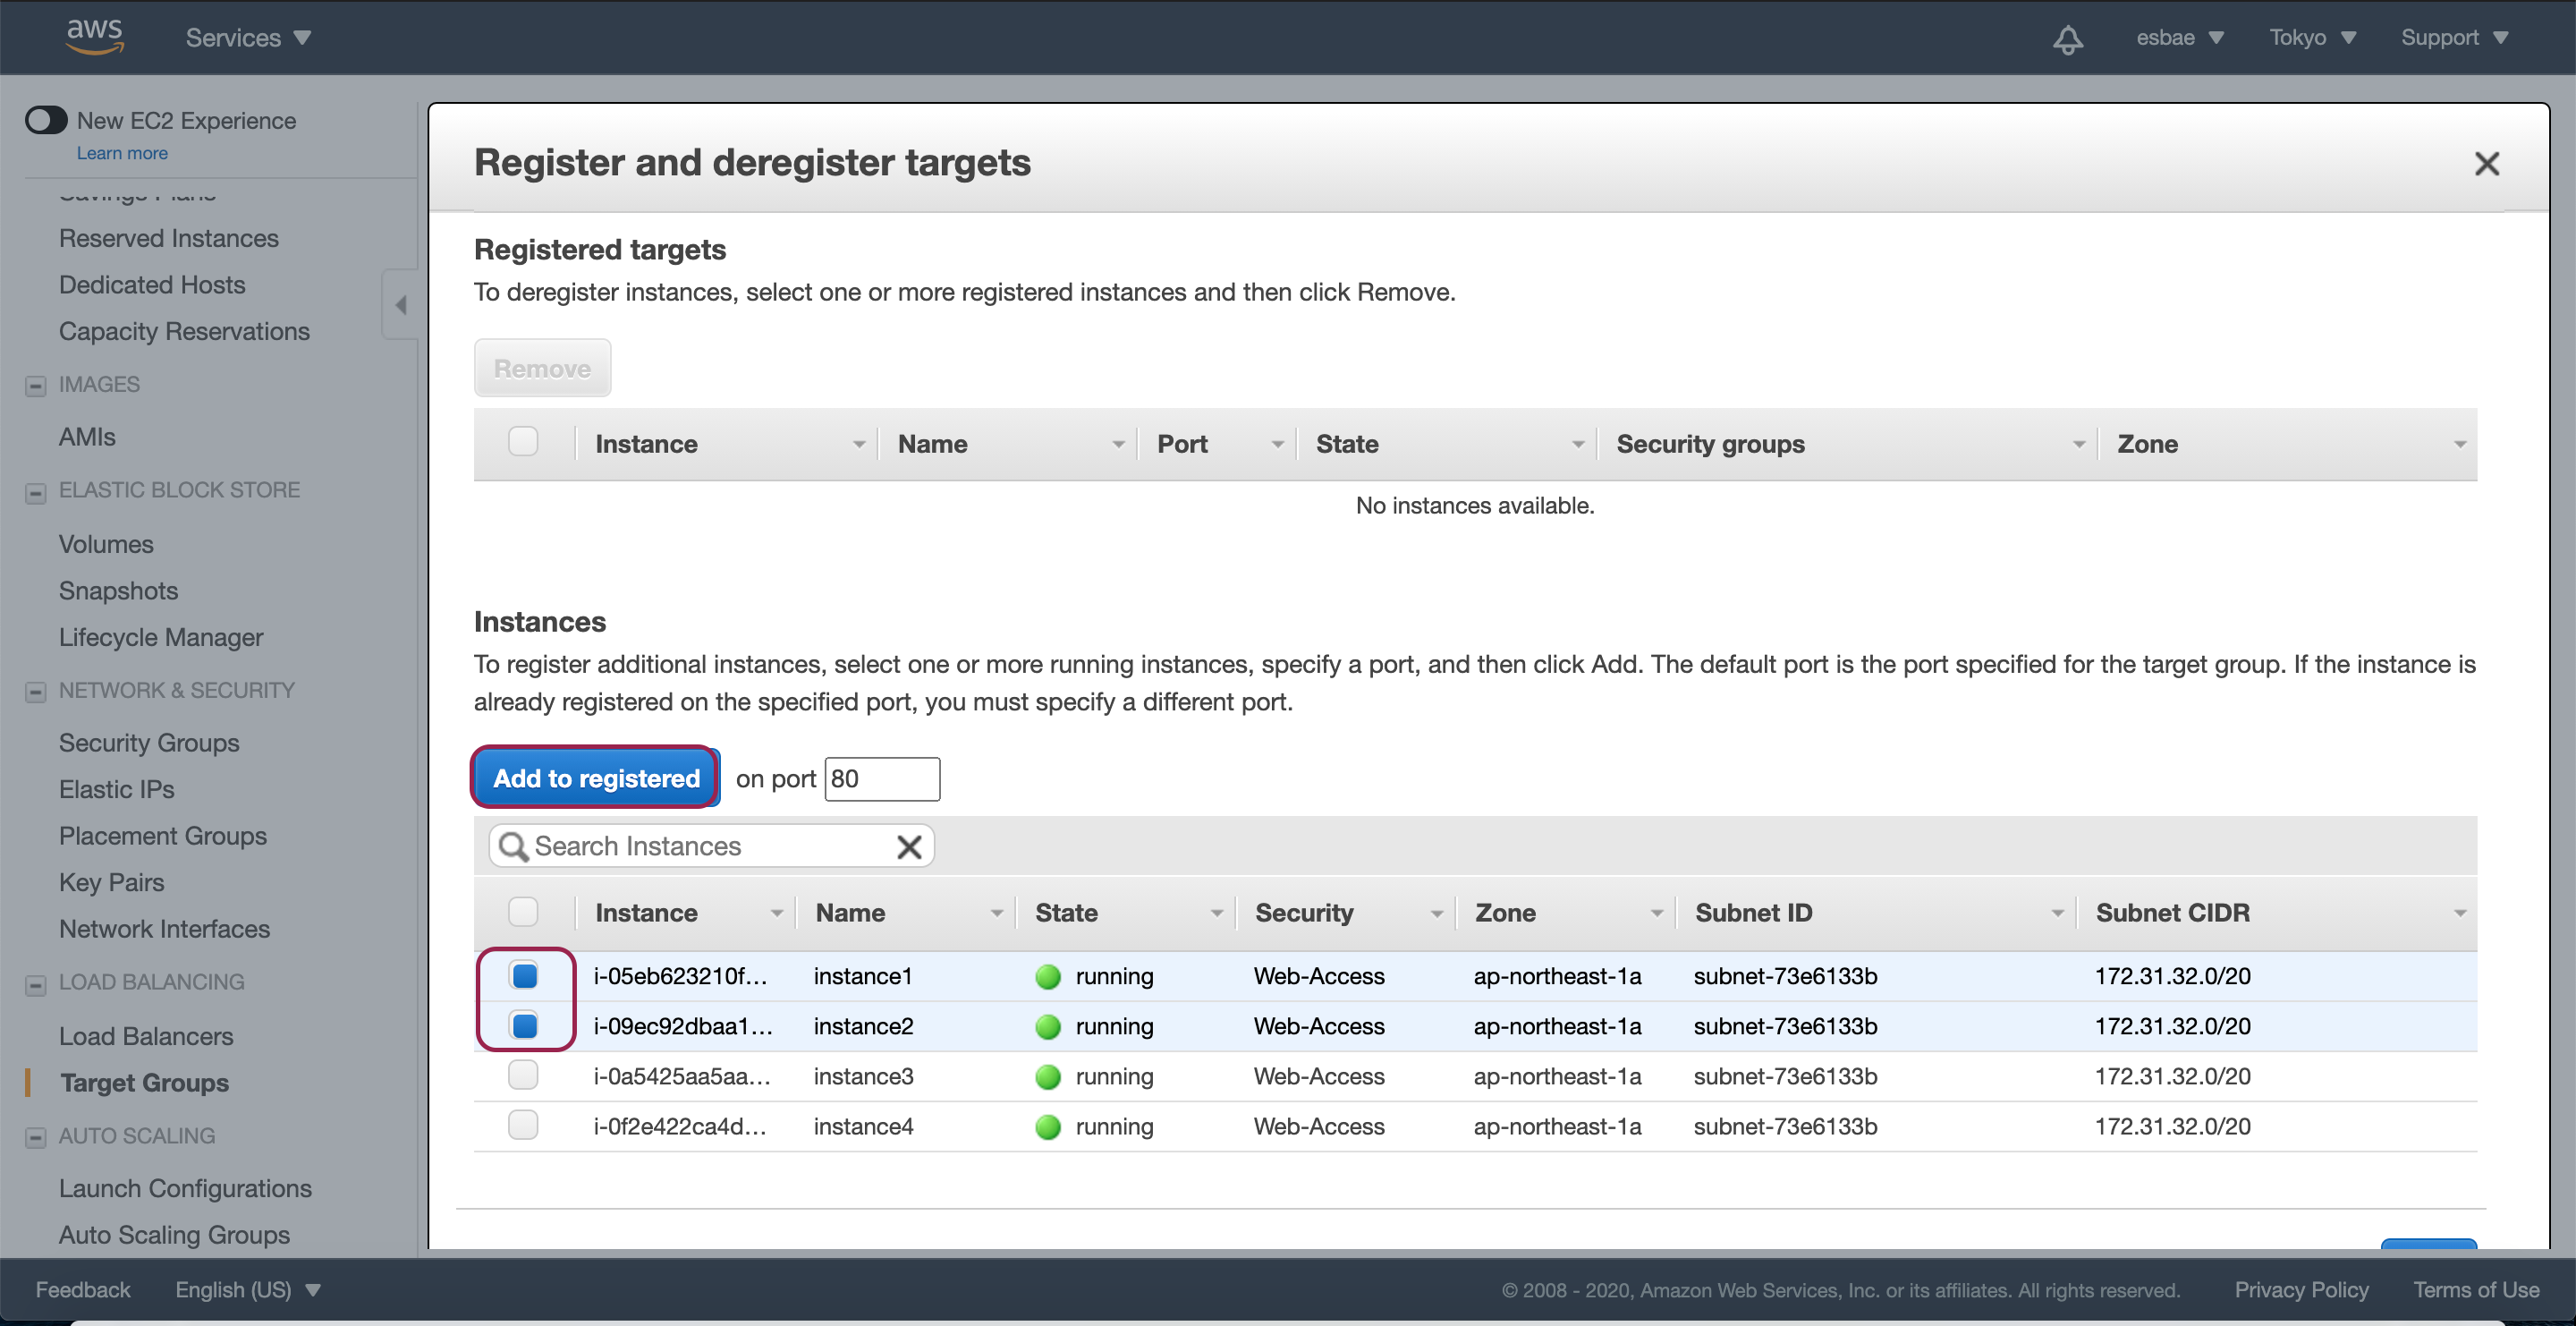 aws
Services
esbae
Tokyo
Support
New EC2 Experience
Learn more
Savings Plans
Reserved Instances
Dedicated Hosts
Capacity Reservations
IMAGES
AMIs
ELASTIC BLOCK STORE
Volumes
Snapshots
Lifecycle Manager
NETWORK & SECURITY
Security Groups
Elastic IPs
Placement Groups
Key Pairs
Network Interfaces
LOAD BALANCING
Load Balancers
Target Groups
AUTO SCALING
Launch Configurations
Auto Scaling Groups
Register and deregister targets
Registered targets
To deregister instances, select one or more registered instances and then click Remove.
Remove
Instance Name Port State Security groups Zone
No instances available.
Instances
To register additional instances, select one or more running instances, specify a port, and then click Add. The default port is the port specified for the target group. If the instance is
already registered on the specified port, you must specify a different port.
Add to registered on port 80
Search Instances
Instance Name State Security Zone Subnet ID Subnet CIDR
i-05eb623210f... instance1 running Web-Access ap-northeast-1a subnet-73e6133b 172.31.32.0/20
i-09ec92dbaa1... instance2 running Web-Access ap-northeast-1a subnet-73e6133b 172.31.32.0/20
i-0a5425aa5aa... instance3 running Web-Access ap-northeast-1a subnet-73e6133b 172.31.32.0/20
i-0f2e422ca4d... instance4 running Web-Access ap-northeast-1a subnet-73e6133b 172.31.32.0/20
Feedback
English (US)
© 2008 - 2020, Amazon Web Services, Inc. or its affiliates. All rights reserved.
Privacy Policy
Terms of Use